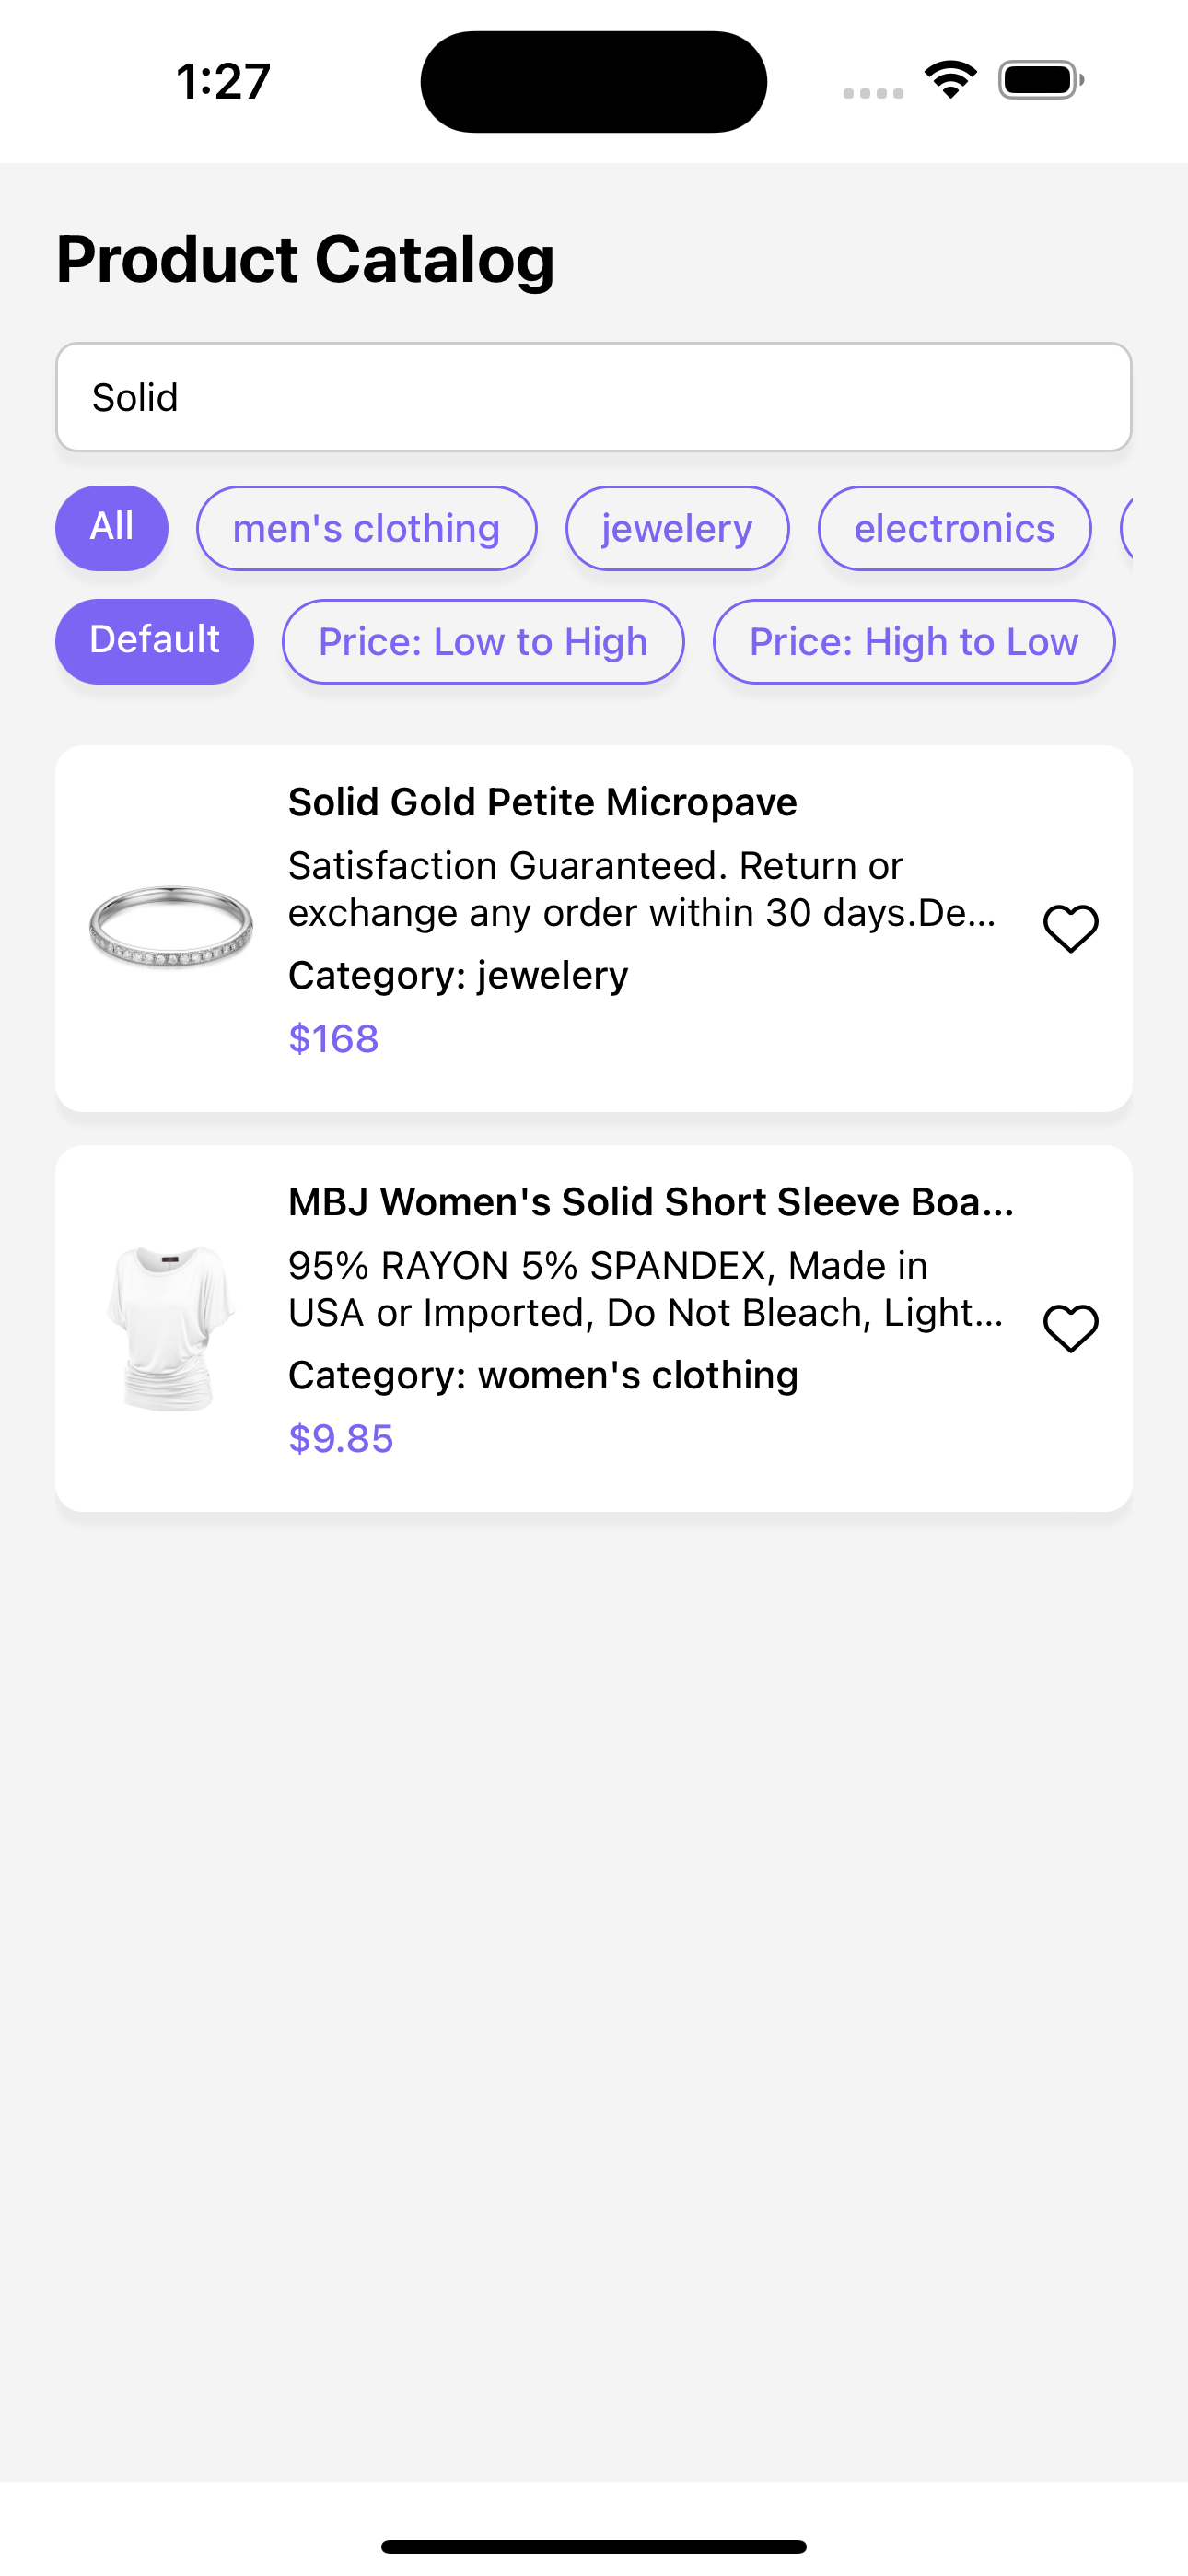 1:27
Product Catalog
Solid
All
men's clothing
jewelery
electronics
Default
Price: Low to High
Price: High to Low
Solid Gold Petite Micropave
Satisfaction Guaranteed. Return or
exchange any order within 30 days.De...
Category: jewelery
$168
MBJ Women's Solid Short Sleeve Boa...
95% RAYON 5% SPANDEX, Made in
USA or Imported, Do Not Bleach, Light...
Category: women's clothing
$9.85